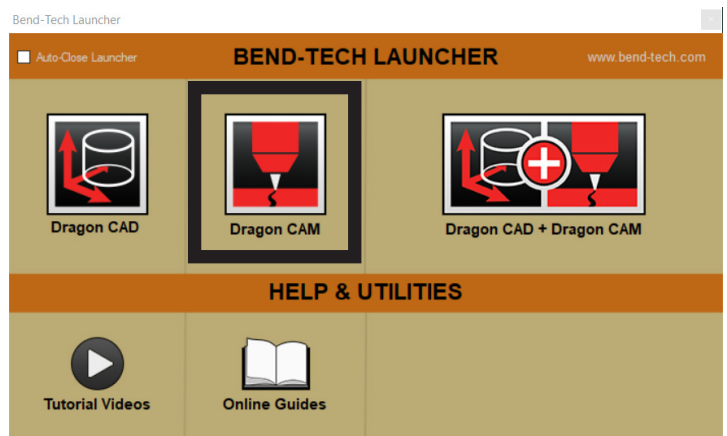 Bend-Tech Launcher
Auto-Close Launcher
BEND-TECH LAUNCHER
www.bend-tech.com
Dragon CAD
Dragon CAM
Dragon CAD + Dragon CAM
HELP & UTILITIES
Tutorial Videos
Online Guides